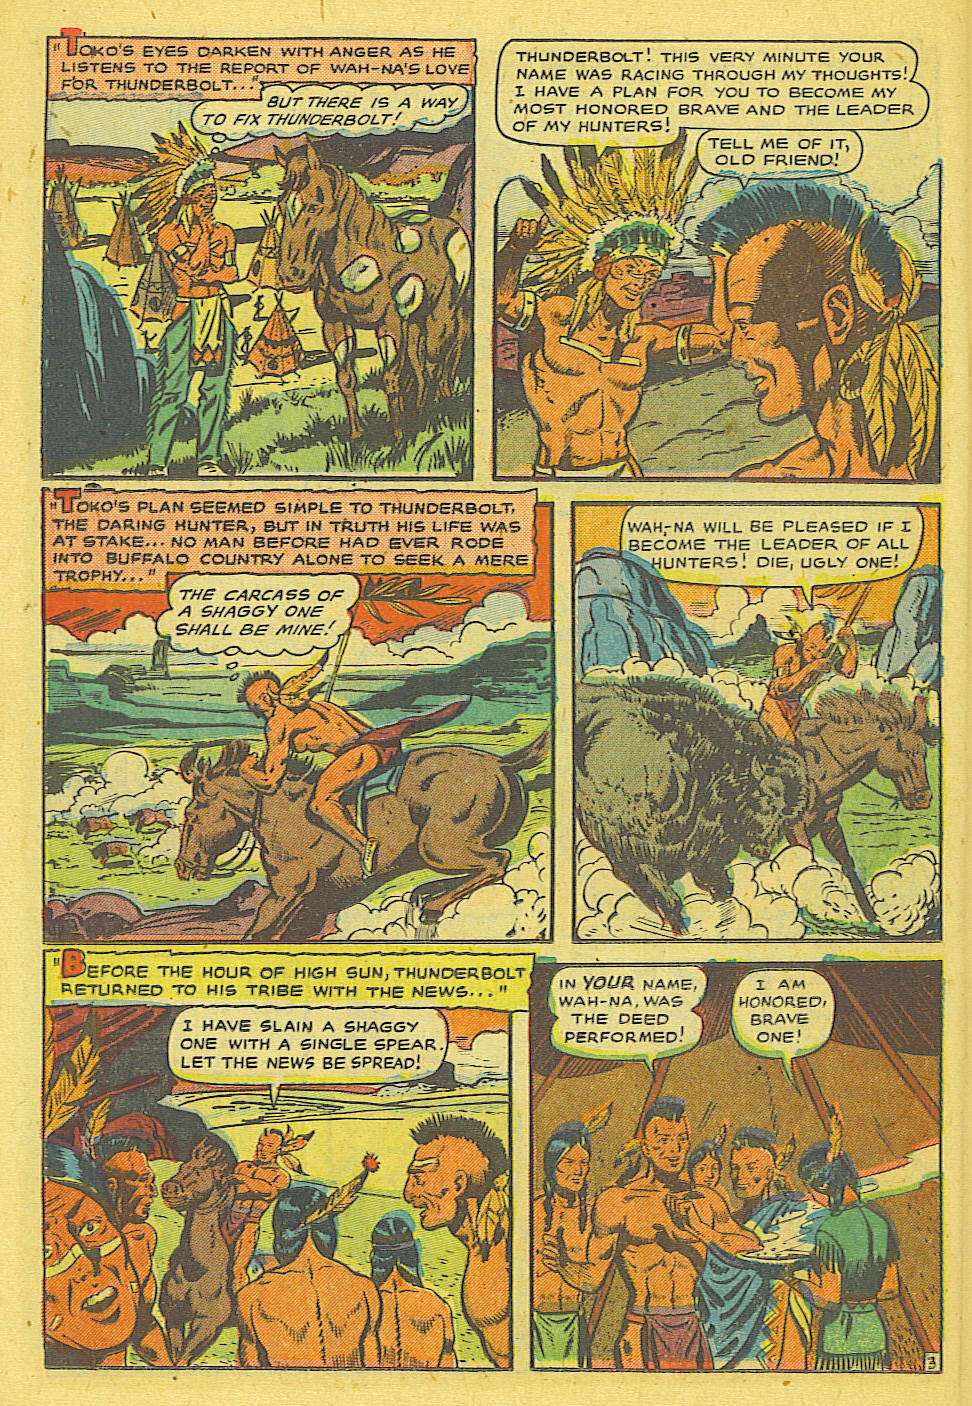 "TOKO'S EYES DARKEN WITH ANGER AS HE
LISTENS TO THE REPORT OF WAH-NA'S LOVE
FOR THUNDERBOLT..."
BUT THERE IS A WAY
TO FIX THUNDERBOLT!
THUNDERBOLT! THIS VERY MINUTE YOUR
NAME WAS RACING THROUGH MY THOUGHTS!
I HAVE A PLAN FOR YOU TO BECOME MY
MOST HONORED BRAVE AND THE LEADER
OF MY HUNTERS!
TELL ME OF IT,
OLD FRIEND!
"TOKO'S PLAN SEEMED SIMPLE TO THUNDERBOLT,
THE DARING HUNTER, BUT IN TRUTH HIS LIFE WAS
AT STAKE... NO MAN BEFORE HAD EVER RODE
INTO BUFFALO COUNTRY ALONE TO SEEK A MERE
TROPHY..."
THE CARCASS OF
A SHAGGY ONE
SHALL BE MINE!
WAH-NA WILL BE PLEASED IF I
BECOME THE LEADER OF ALL
HUNTERS! DIE, UGLY ONE!
"BEFORE THE HOUR OF HIGH SUN, THUNDERBOLT
RETURNED TO HIS TRIBE WITH THE NEWS..."
I HAVE SLAIN A SHAGGY
ONE WITH A SINGLE SPEAR.
LET THE NEWS BE SPREAD!
IN YOUR NAME,
WAH-NA, WAS
THE DEED
PERFORMED!
I AM
HONORED,
BRAVE
ONE!
3